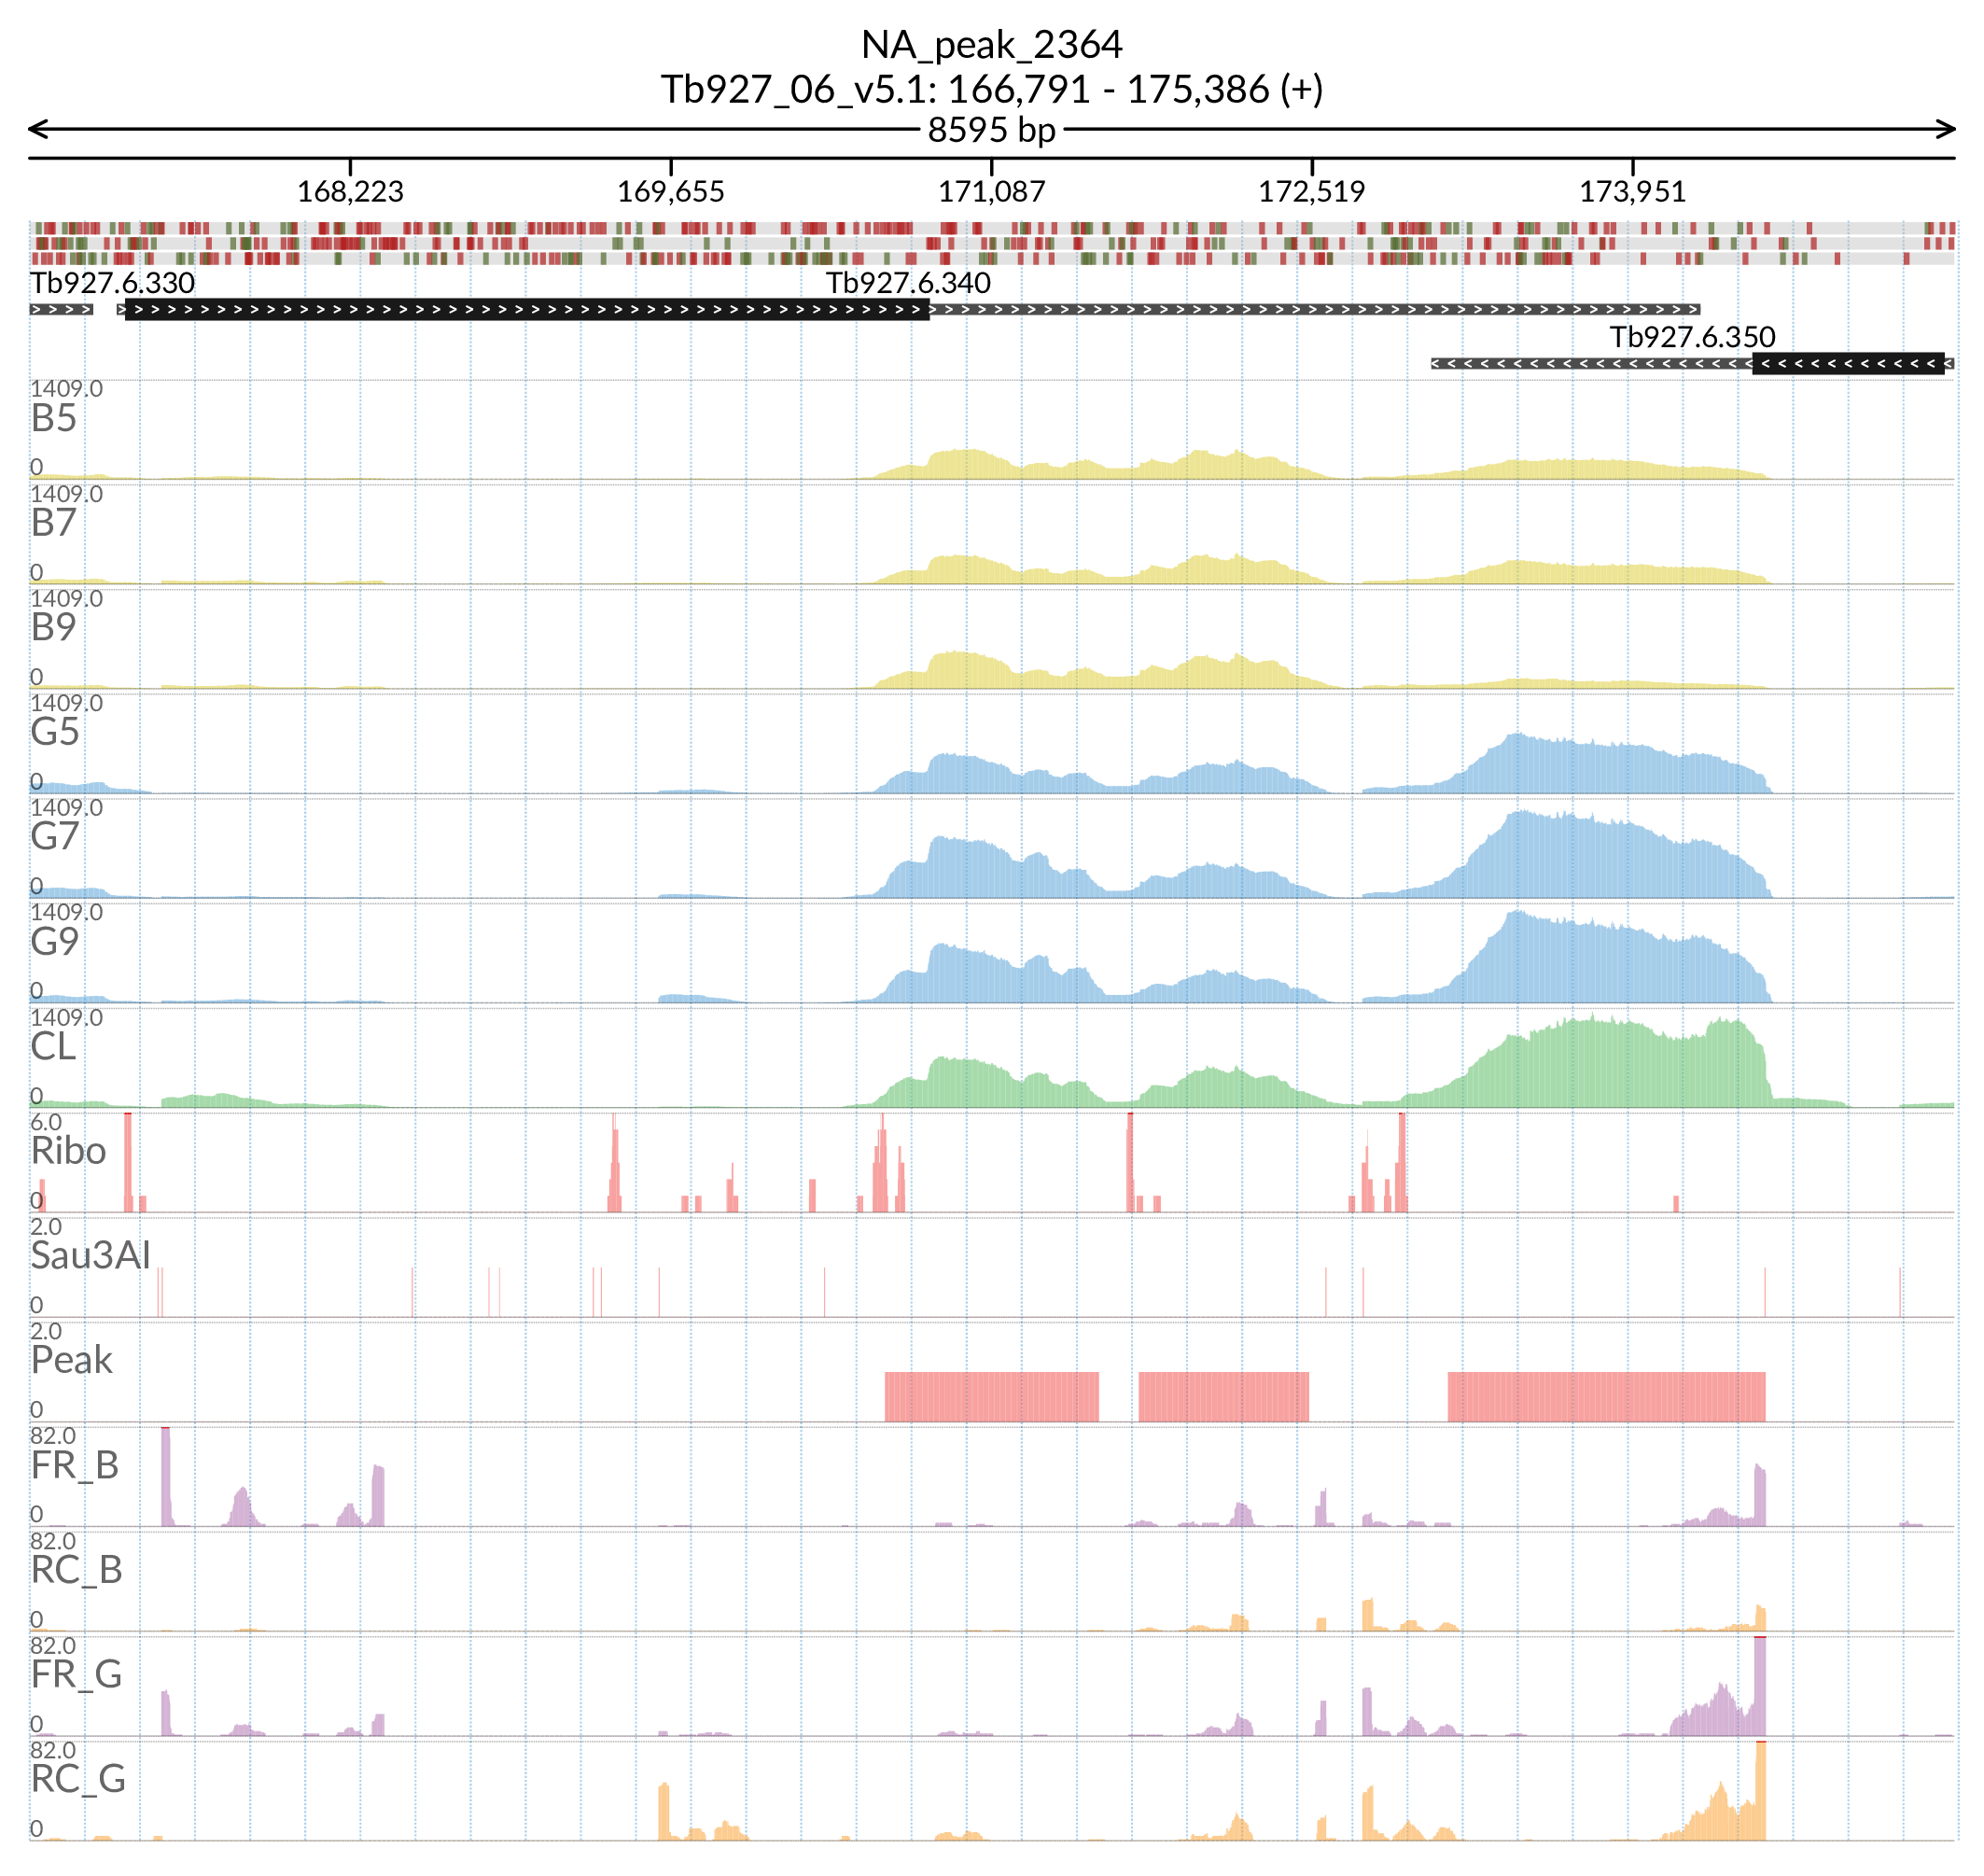 NA_peak_2364
Tb927_06_v5.1: 166,791 - 175,386 (+)
8595 bp
168,223 169,655 171,087 172,519 173,951
Tb927.6.330 Tb927.6.340
Tb927.6.350
1409.0
B5
0
1409.0
B7
0
1409.0
B9
0
1409.0
G5
0
1409.0
G7
0
1409.0
G9
0
1409.0
CL
0
6.0
Ribo
0
2.0
Sau3AI
0
2.0
Peak
0
82.0
FR_B
0
82.0
RC_B
0
82.0
FR_G
0
82.0
RC_G
0